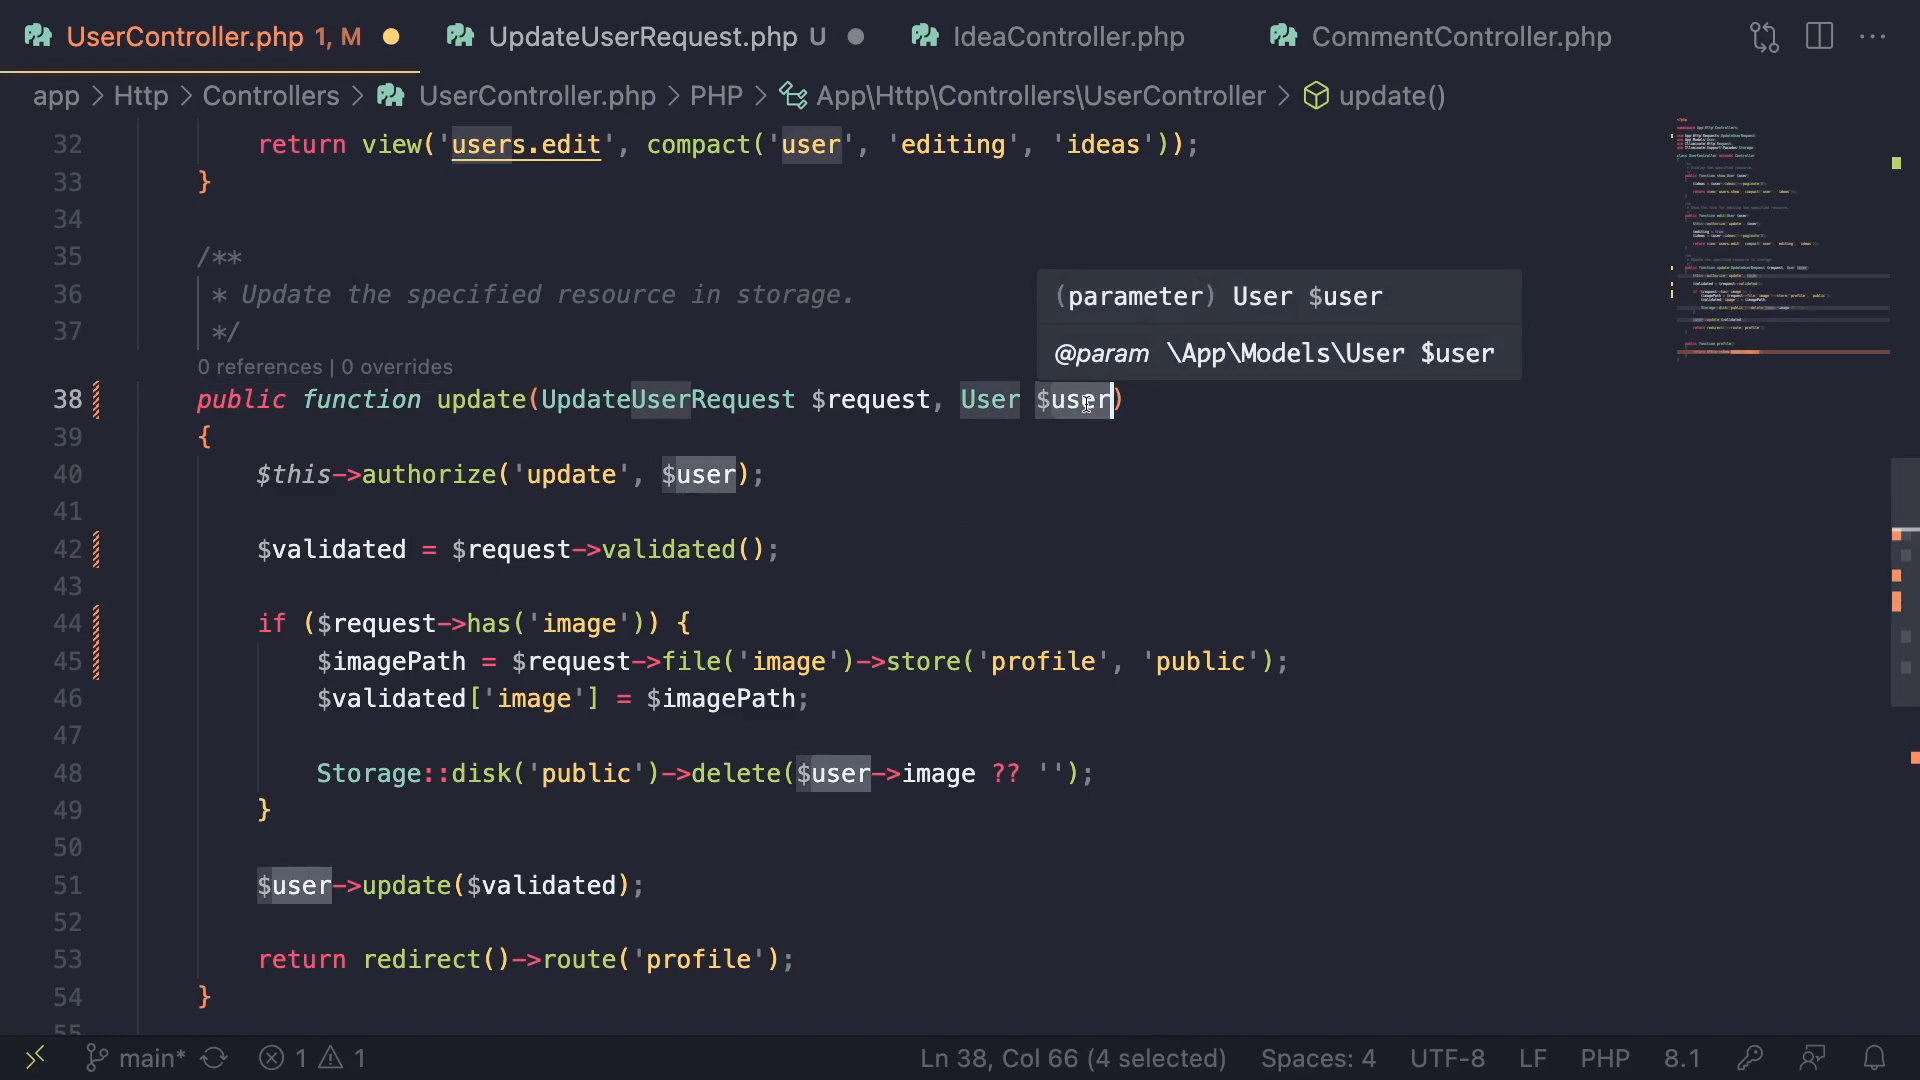 UserController.php 1, M
UpdateUserRequest.php U
IdeaController.php
CommentController.php
app > Http > Controllers > UserController.php > PHP > App\Http\Controllers\UserController > update()
32 return view('users.edit', compact('user', 'editing', 'ideas'));
33 }
34
35 /**
36 * Update the specified resource in storage.
37 */
(parameter) User $user
@param \App\Models\User $user
0 references | 0 overrides
38 public function update(UpdateUserRequest $request, User $user)
39 {
40 $this->authorize('update', $user);
41
42 $validated = $request->validated();
43
44 if ($request->has('image')) {
45 $imagePath = $request->file('image')->store('profile', 'public');
46 $validated['image'] = $imagePath;
47
48 Storage::disk('public')->delete($user->image ?? '');
49 }
50
51 $user->update($validated);
52
53 return redirect()->route('profile');
54 }
55
main* 1 1 Ln 38, Col 66 (4 selected) Spaces: 4 UTF-8 LF PHP 8.1